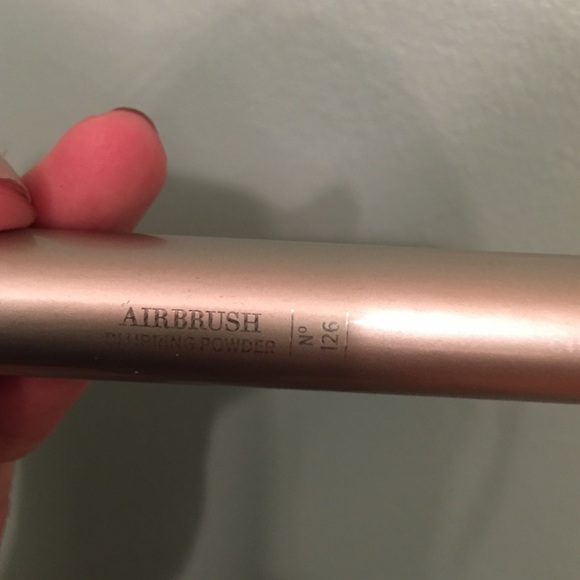 AIRBRUSH
BLURRING POWDER
Nº
126